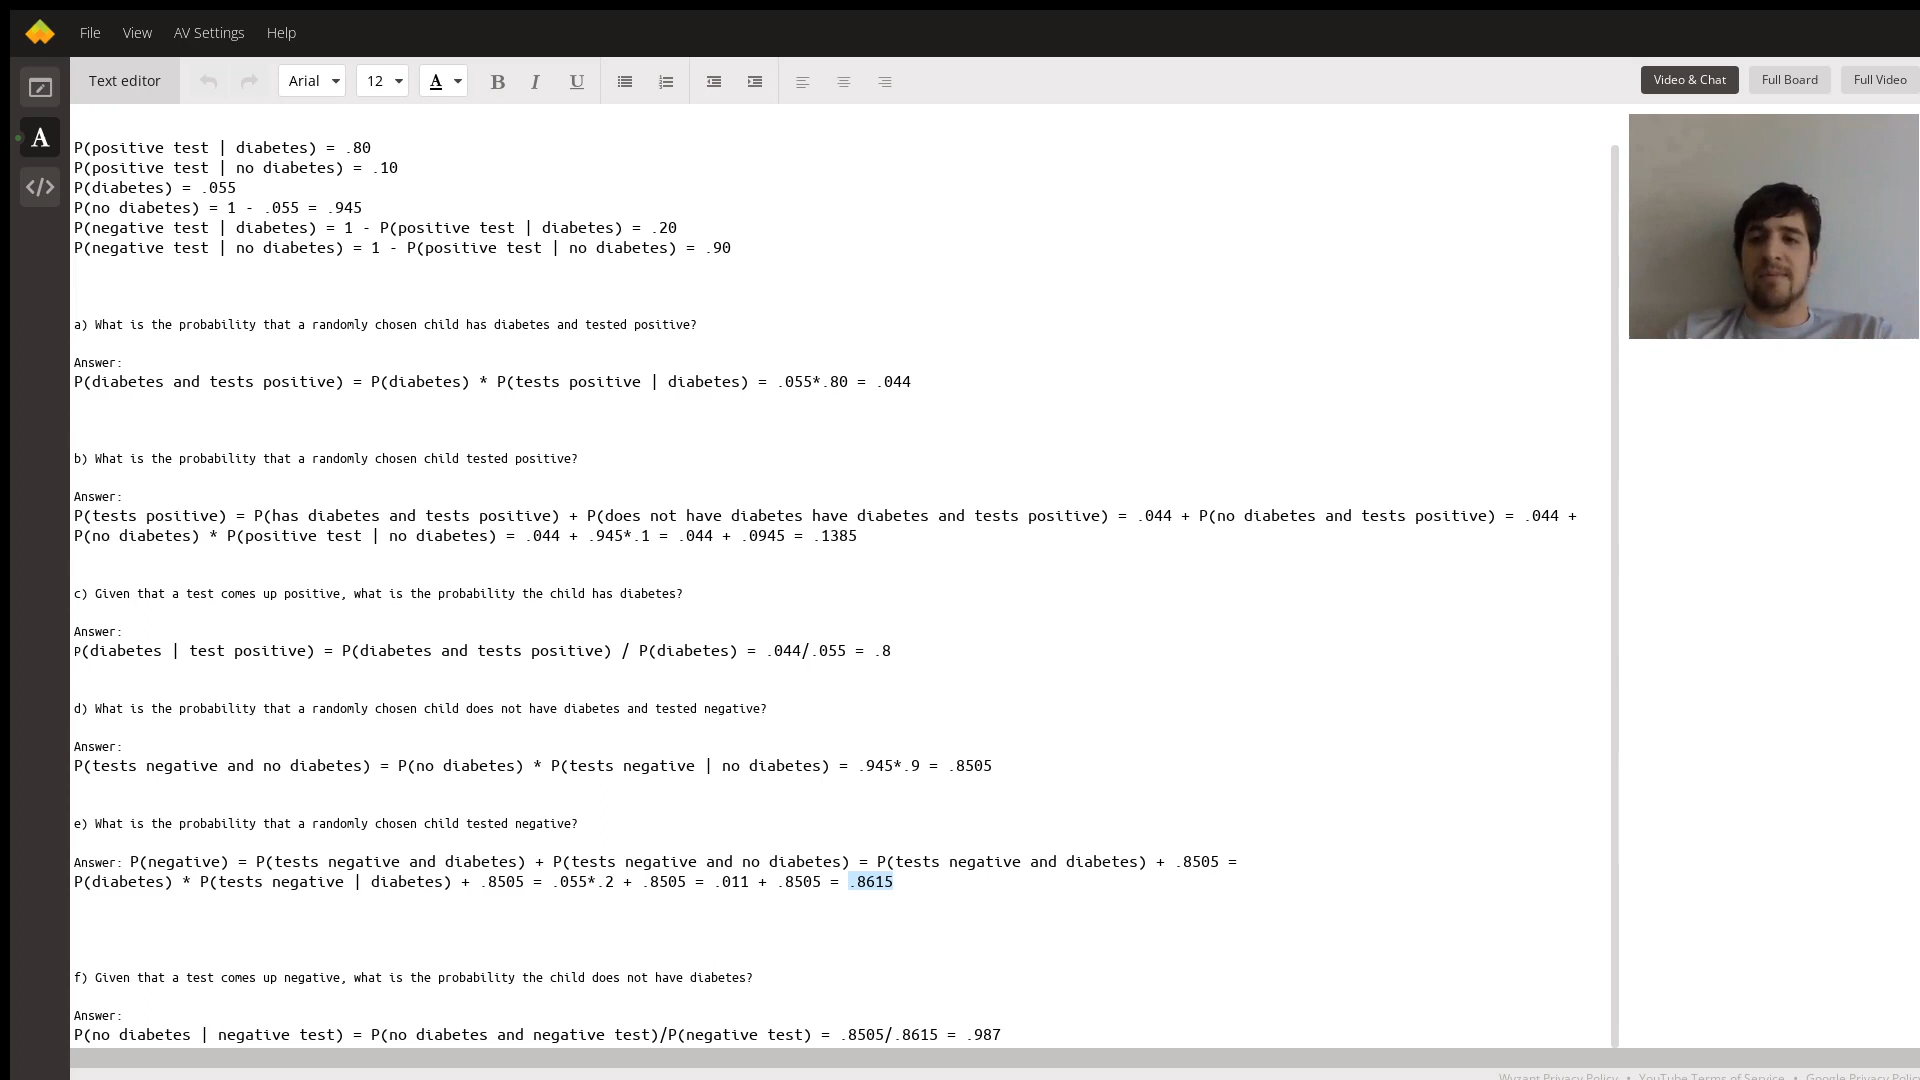 File View AV Settings Help
Text editor Arial 12 A B I U Video & Chat Full Board Full Video
A
</>
P(positive test | diabetes) = .80
P(positive test | no diabetes) = .10
P(diabetes) = .055
P(no diabetes) = 1 - .055 = .945
P(negative test | diabetes) = 1 - P(positive test | diabetes) = .20
P(negative test | no diabetes) = 1 - P(positive test | no diabetes) = .90
a) What is the probability that a randomly chosen child has diabetes and tested positive?
Answer:
P(diabetes and tests positive) = P(diabetes) * P(tests positive | diabetes) = .055*.80 = .044
b) What is the probability that a randomly chosen child tested positive?
Answer:
P(tests positive) = P(has diabetes and tests positive) + P(does not have diabetes have diabetes and tests positive) = .044 + P(no diabetes and tests positive) = .044 +
P(no diabetes) * P(positive test | no diabetes) = .044 + .945*.1 = .044 + .0945 = .1385
c) Given that a test comes up positive, what is the probability the child has diabetes?
Answer:
P(diabetes | test positive) = P(diabetes and tests positive) / P(diabetes) = .044/.055 = .8
d) What is the probability that a randomly chosen child does not have diabetes and tested negative?
Answer:
P(tests negative and no diabetes) = P(no diabetes) * P(tests negative | no diabetes) = .945*.9 = .8505
e) What is the probability that a randomly chosen child tested negative?
Answer: P(negative) = P(tests negative and diabetes) + P(tests negative and no diabetes) = P(tests negative and diabetes) + .8505 =
P(diabetes) * P(tests negative | diabetes) + .8505 = .055*.2 + .8505 = .011 + .8505 = .8615
f) Given that a test comes up negative, what is the probability the child does not have diabetes?
Answer:
P(no diabetes | negative test) = P(no diabetes and negative test)/P(negative test) = .8505/.8615 = .987
Wyzant Privacy Policy • YouTube Terms of Service • Google Privacy Policy